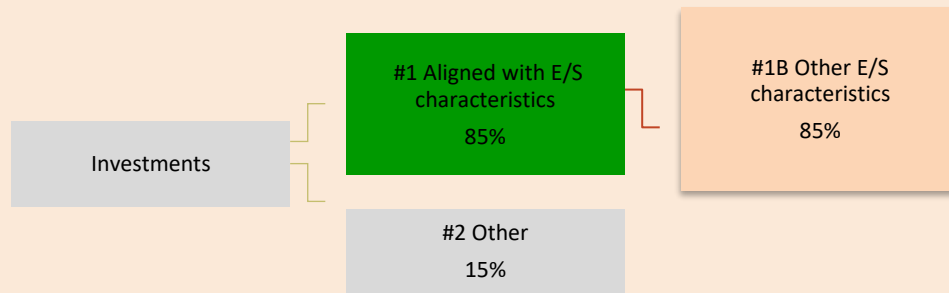 Investments
#1 Aligned with E/S
characteristics
85%
#2 Other
15%
#1B Other E/S
characteristics
85%